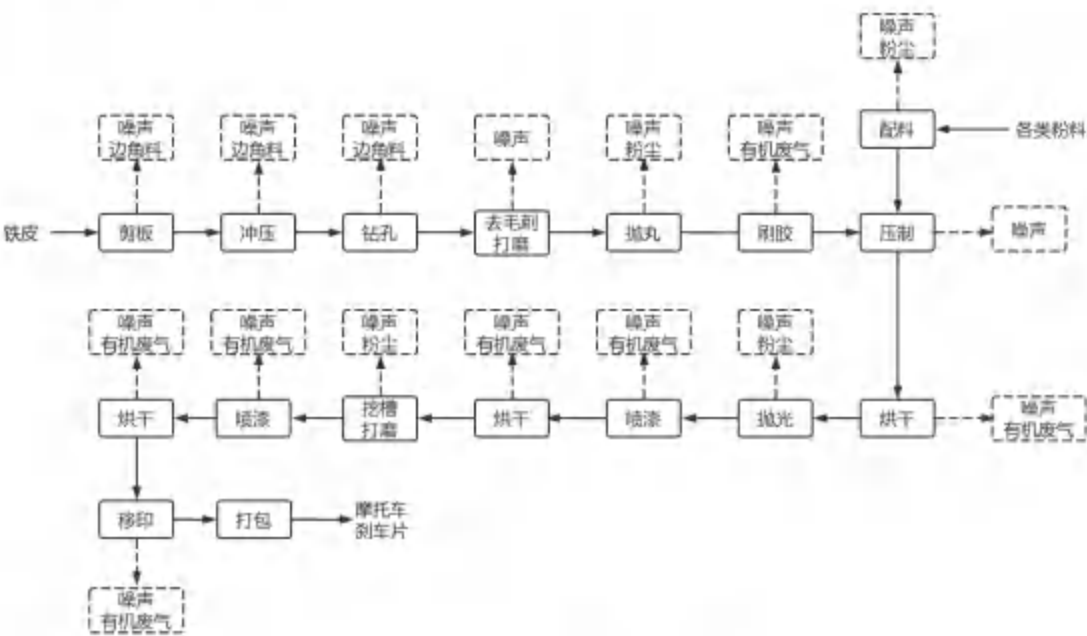 噪声
粉尘
配料
各类粉料
噪声
边角料
噪声
边角料
噪声
边角料
噪声
噪声
粉尘
噪声
有机废气
铁皮
剪板
冲压
钻孔
去毛刺
打磨
抛丸
刷胶
压制
噪声
噪声
有机废气
噪声
有机废气
噪声
粉尘
噪声
有机废气
噪声
有机废气
噪声
粉尘
烘干
喷漆
挖槽
打磨
烘干
喷漆
抛光
烘干
噪声
有机废气
移印
打包
摩托车
刹车片
噪声
有机废气